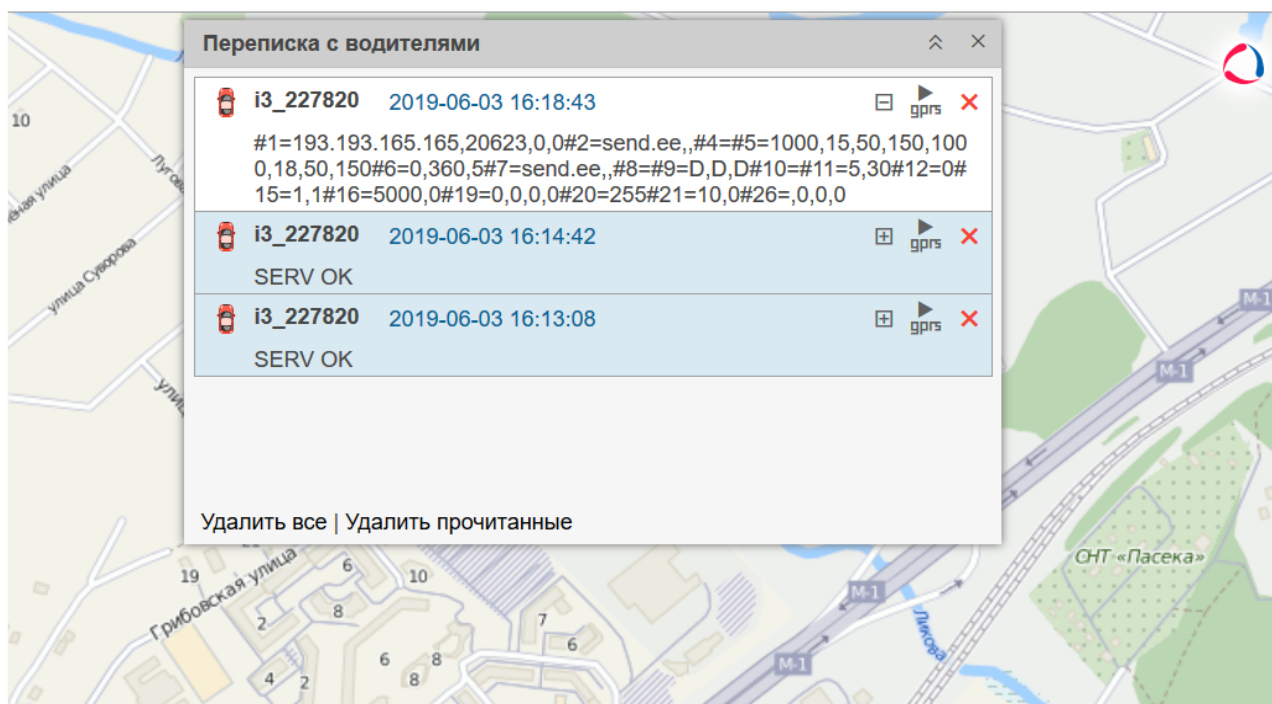 Переписка с водителями
i3_227820 2019-06-03 16:18:43 gprs
#1=193.193.165.165,20623,0,0#2=send.ee,,#4=#5=1000,15,50,150,100
0,18,50,150#6=0,360,5#7=send.ee,,#8=#9=D,D,D#10=#11=5,30#12=0#
15=1,1#16=5000,0#19=0,0,0,0#20=255#21=10,0#26=,0,0,0
i3_227820 2019-06-03 16:14:42 gprs
SERV OK
i3_227820 2019-06-03 16:13:08 gprs
SERV OK
Удалить все | Удалить прочитанные
10
улица Суворова
М-1
М-1
СНТ «Пасека»
19
Грибовская улица
6
10
М-1
Ликова
2
8
7
6
6
8
М-1
4
2
8